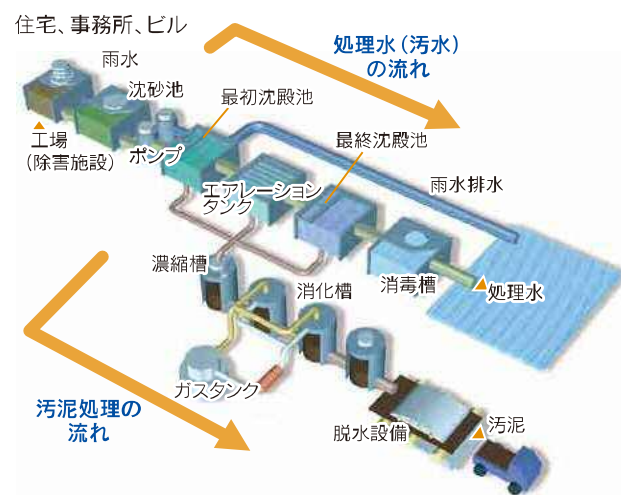 住宅、事務所、ビル
処理水（汚水）
の流れ
雨水
沈砂池
最初沈殿池
工場
（除害施設）
ポンプ
最終沈殿池
エアレーション
タンク
雨水排水
濃縮槽
消化槽
消毒槽
処理水
ガスタンク
汚泥処理の
流れ
脱水設備
汚泥